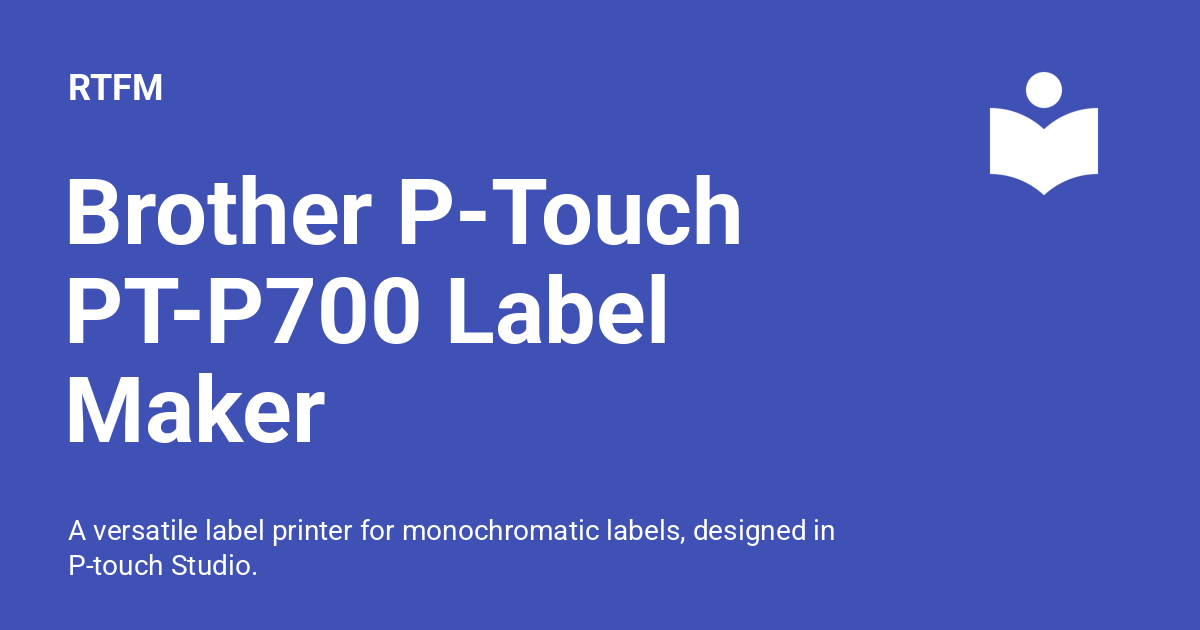 RTFM
Brother P-Touch
PT-P700 Label
Maker
A versatile label printer for monochromatic labels, designed in
P-touch Studio.